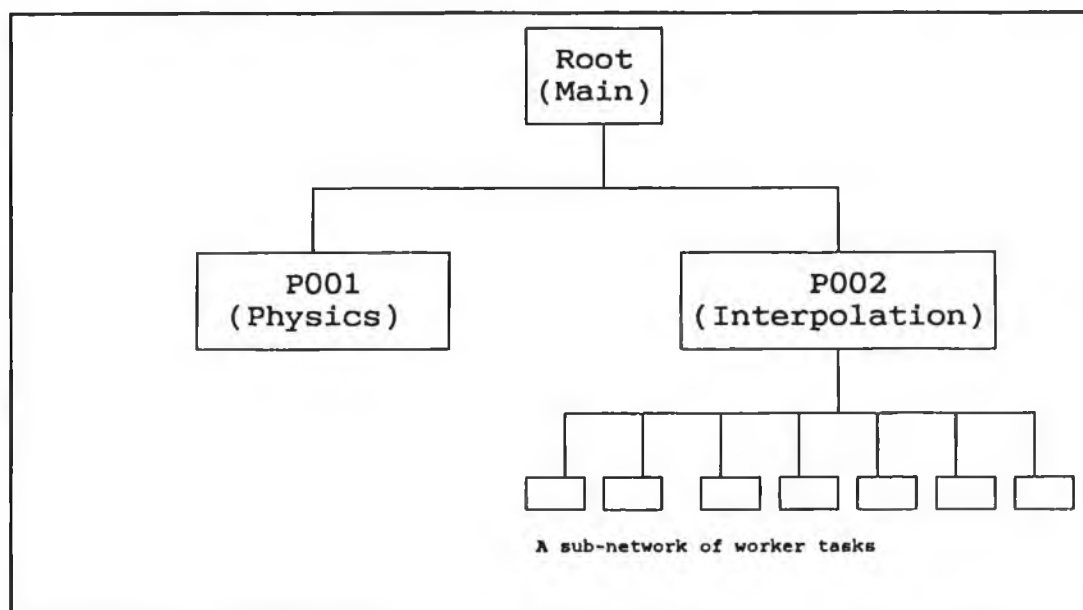 Root
(Main)
P001
(Physics)
P002
(Interpolation)
A sub-network of worker tasks